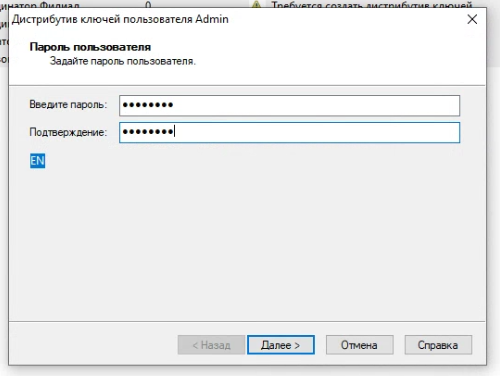 динатор Филиал 0 Требуется создать дистрибутив ключей
Дистрибутив ключей пользователя Admin
Пароль пользователя
Задайте пароль пользователя.
Введите пароль: ●●●●●●●●
Подтверждение: ●●●●●●●●
EN
< Назад Далее > Отмена Справка